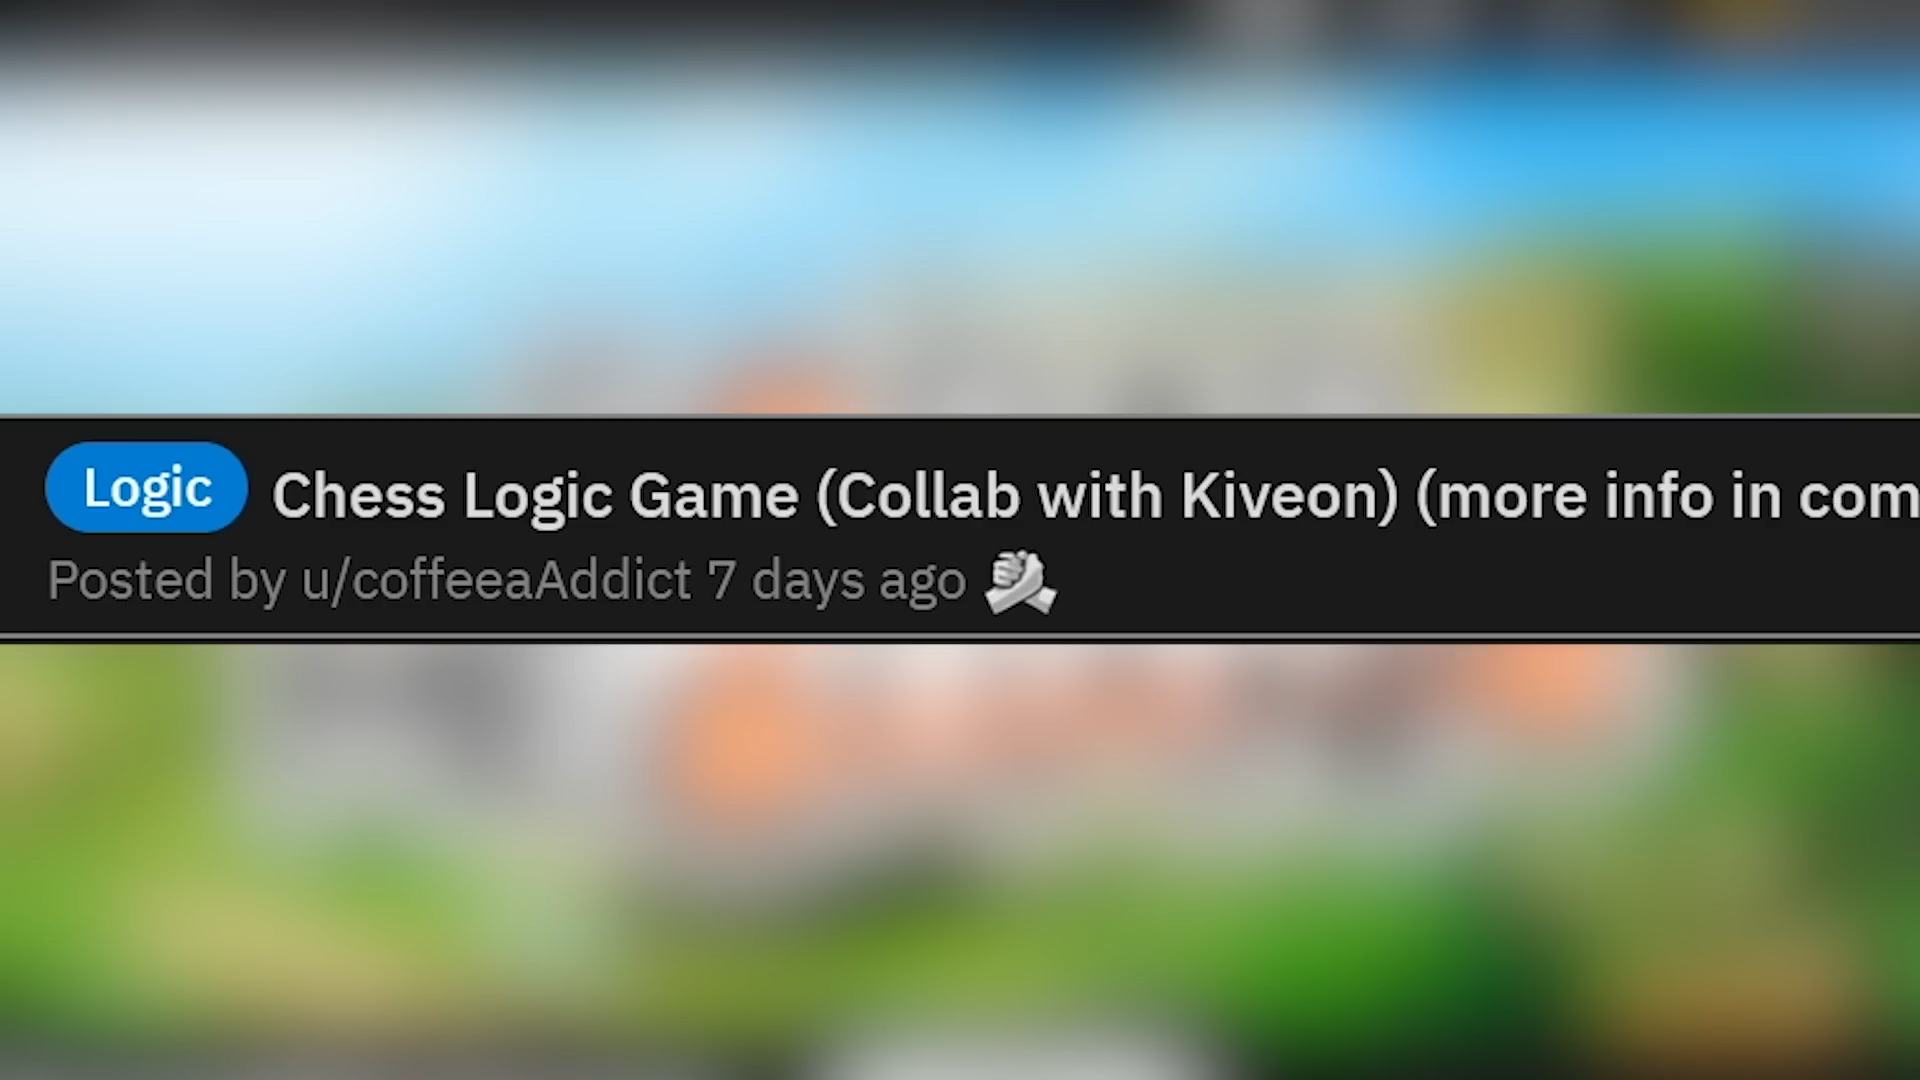 Logic Chess Logic Game (Collab with Kiveon) (more info in com
Posted by u/coffeeaAddict 7 days ago